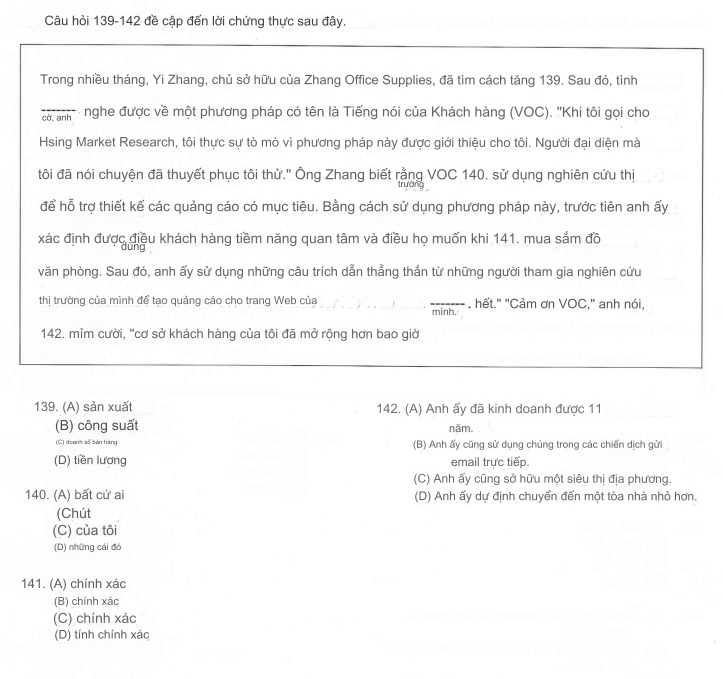 Câu hỏi 139-142 đề cập đến lời chứng thực sau đây.
Trong nhiều tháng, Yi Zhang, chủ sở hữu của Zhang Office Supplies, đã tìm cách tăng 139. Sau đó, tình
cờ, anh ------- nghe được về một phương pháp có tên là Tiếng nói của Khách hàng (VOC). "Khi tôi gọi cho
Hsing Market Research, tôi thực sự tò mò vì phương pháp này được giới thiệu cho tôi. Người đại diện mà
tôi đã nói chuyện đã thuyết phục tôi thử." Ông Zhang biết rằng VOC 140. sử dụng nghiên cứu thị
trường
để hỗ trợ thiết kế các quảng cáo có mục tiêu. Bằng cách sử dụng phương pháp này, trước tiên anh ấy
xác định được điều khách hàng tiềm năng quan tâm và điều họ muốn khi 141. mua sắm đồ
dùng
văn phòng. Sau đó, anh ấy sử dụng những câu trích dẫn thẳng thắn từ những người tham gia nghiên cứu
thị trường của mình để tạo quảng cáo cho trang Web của ------- . hết." "Cảm ơn VOC," anh nói,
mình.
142. mỉm cười, "cơ sở khách hàng của tôi đã mở rộng hơn bao giờ
139. (A) sản xuất
(B) công suất
(C) doanh số bán hàng
(D) tiền lương
140. (A) bất cứ ai
(Chút
(C) của tôi
(D) những cái đó
141. (A) chính xác
(B) chính xác
(C) chính xác
(D) tính chính xác
142. (A) Anh ấy đã kinh doanh được 11
năm.
(B) Anh ấy cũng sử dụng chúng trong các chiến dịch gửi
email trực tiếp.
(C) Anh ấy cũng sở hữu một siêu thị địa phương.
(D) Anh ấy dự định chuyển đến một tòa nhà nhỏ hơn.